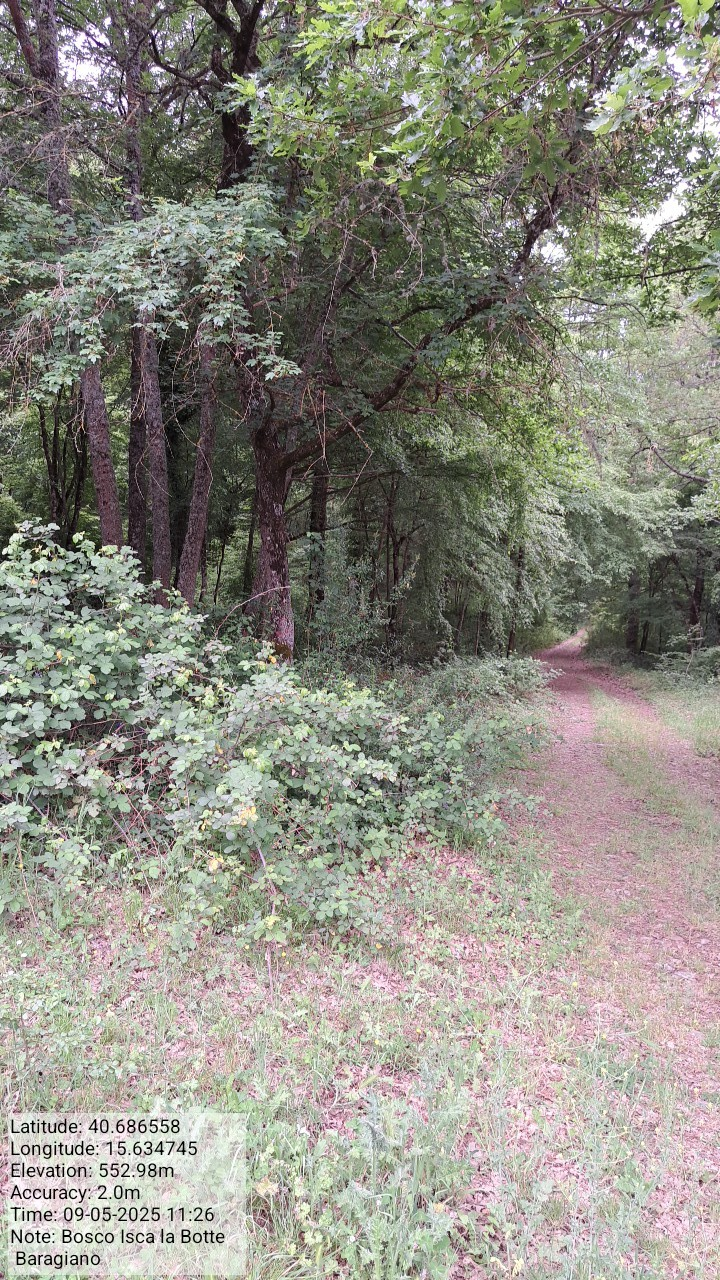 Latitude: 40.686558
Longitude: 15.634745
Elevation: 552.98m
Accuracy: 2.0m
Time: 09-05-2025 11:26
Note: Bosco Isca la Botte
Baragiano